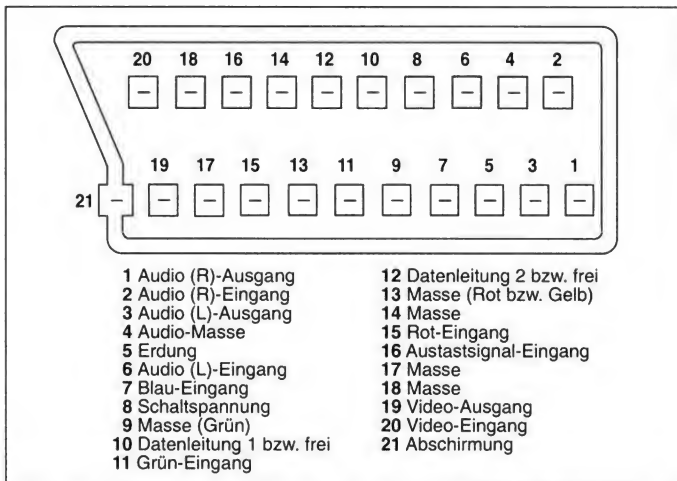 20 18 16 14 12 10 8 6 4 2
19 17 15 13 11 9 7 5 3 1
21
1 Audio (R)-Ausgang
2 Audio (R)-Eingang
3 Audio (L)-Ausgang
4 Audio-Masse
5 Erdung
6 Audio (L)-Eingang
7 Blau-Eingang
8 Schaltspannung
9 Masse (Grün)
10 Datenleitung 1 bzw. frei
11 Grün-Eingang
12 Datenleitung 2 bzw. frei
13 Masse (Rot bzw. Gelb)
14 Masse
15 Rot-Eingang
16 Austastsignal-Eingang
17 Masse
18 Masse
19 Video-Ausgang
20 Video-Eingang
21 Abschirmung